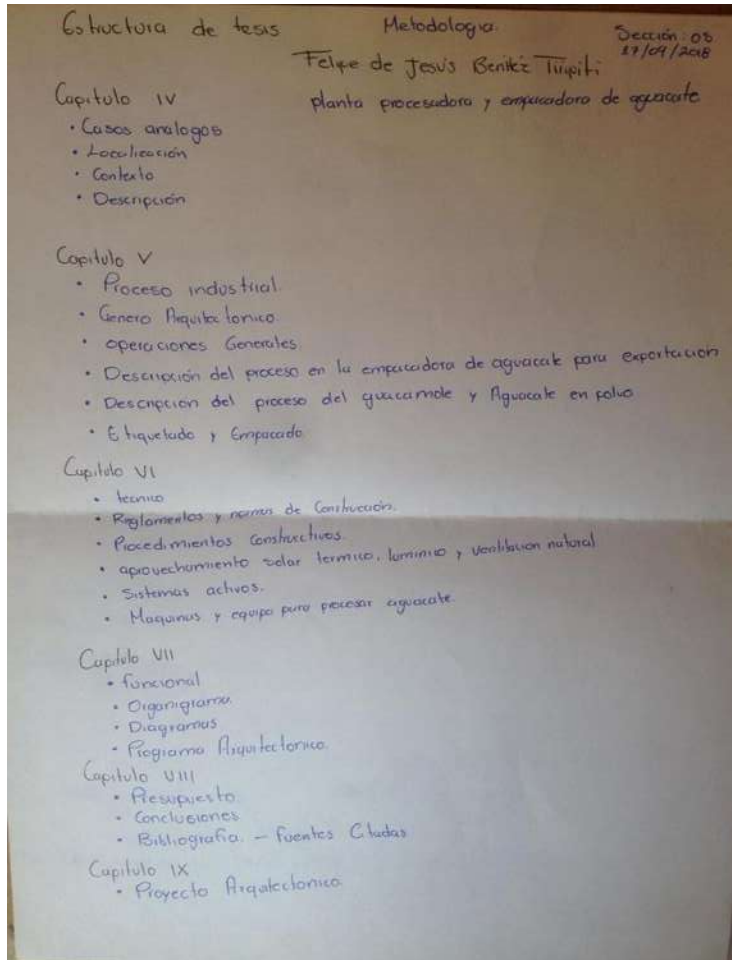 Estructura de tesis Metodologia. Sección: 08
17/09/2018
Felipe de Jesús Benitez
Capitulo IV planta procesadora y empacadora de aguacate
• Casos analogos
• Localización
• Contexto
• Descripción
Capitulo V
• Proceso industrial.
• Genero Arquitectonico.
• operaciones Generales.
• Descripción del proceso en la empacadora de aguacate para exportación
• Descripción del proceso del guacamole y Aguacate en polvo
• Etiquetado y Empacado.
Capitulo VI
• tecnico
• Reglamentos y normas de Construcción.
• Procedimientos Constructivos.
• aprovechamiento solar termico, luminico y ventilacion natural
• Sistemas activos.
• Maquinas y equipo para procesar aguacate.
Capitulo VII
• funcional
• Organigrama.
• Diagramas
• Programa Arquitectonico.
Capitulo VIII
• Presupuesto.
• Conclusiones
• Bibliografia. – fuentes Citadas
Capitulo IX
• Proyecto Arquitectonico.